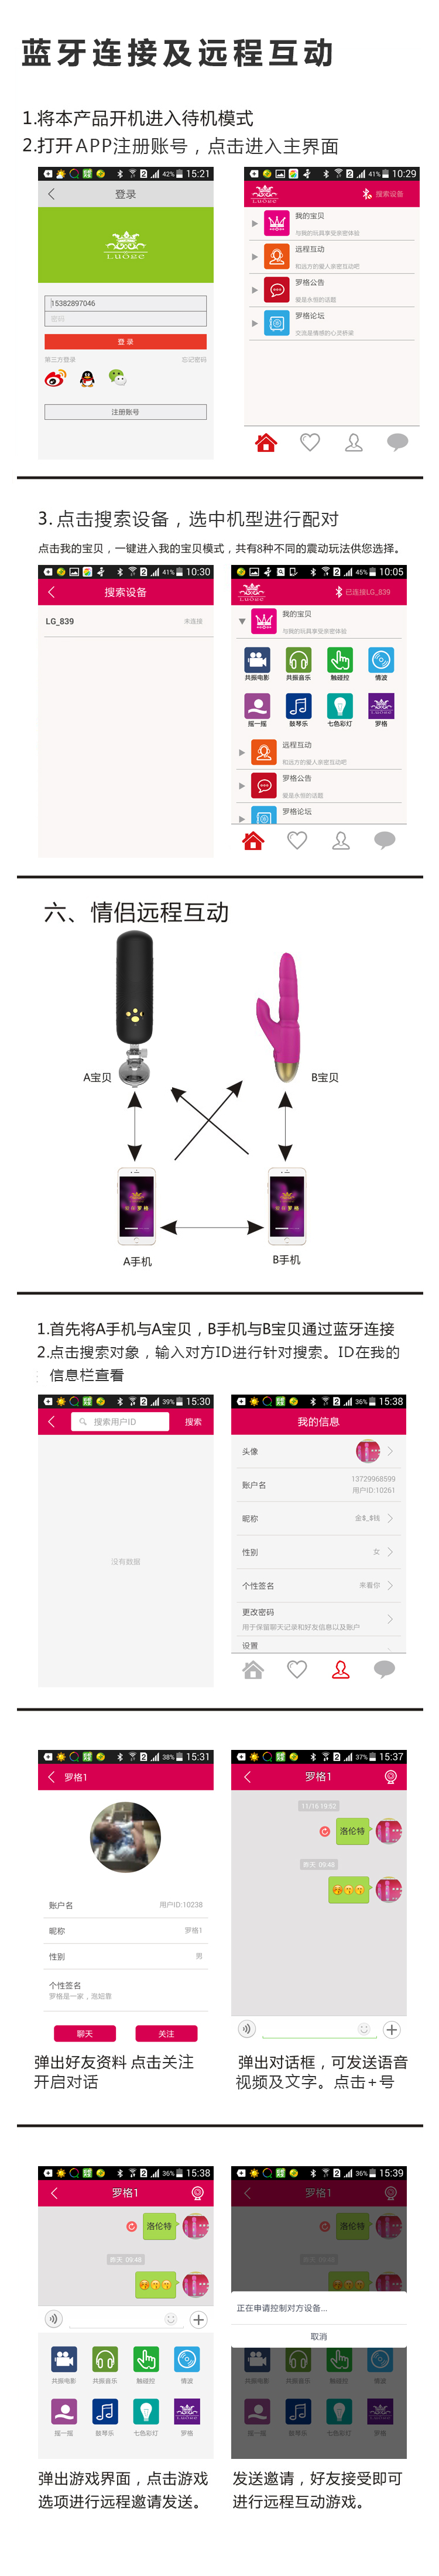 蓝牙连接及远程互动
1.将本产品开机进入待机模式
2.打开APP注册账号，点击进入主界面
42% 15:21
登录
LUOGE
15382897046
密码
登 录
第三方登录 忘记密码
注册账号
41% 10:29
LUOGE 搜索设备
我的宝贝
与我的玩具享受亲密体验
远程互动
和远方的爱人亲密互动吧
罗格公告
爱是永恒的话题
罗格论坛
交流是情感的心灵桥梁
3. 点击搜索设备，选中机型进行配对
点击我的宝贝，一键进入我的宝贝模式，共有8种不同的震动玩法供您选择。
41% 10:30
搜索设备
LG_839 未连接
45% 10:05
LUOGE 已连接LG_839
我的宝贝
与我的玩具享受亲密体验
共振电影 共振音乐 触碰控 情波
摇一摇 鼓琴乐 七色彩灯 罗格
远程互动
和远方的爱人亲密互动吧
罗格公告
爱是永恒的话题
罗格论坛
六、情侣远程互动
A宝贝
B宝贝
A手机
B手机
1.首先将A手机与A宝贝，B手机与B宝贝通过蓝牙连接
2.点击搜索对象，输入对方ID进行针对搜索。ID在我的
信息栏查看
39% 15:30
搜索用户ID 搜索
没有数据
36% 15:38
我的信息
头像
账户名
13729968599
用户ID:10261
昵称 金$_$钱
性别 女
个性签名 来看你
更改密码
用于保留聊天记录和好友信息以及账户
设置
38% 15:31
罗格1
账户名 用户ID:10238
昵称 罗格1
性别 男
个性签名
罗格是一家，泡妞靠
聊天 关注
弹出好友资料 点击关注
开启对话
37% 15:37
罗格1
11/16 19:52
洛伦特
昨天 09:48
弹出对话框，可发送语音
视频及文字。点击+号
36% 15:38
罗格1
洛伦特
昨天 09:48
共振电影 共振音乐 触碰控 情波
摇一摇 鼓琴乐 七色彩灯 罗格
弹出游戏界面，点击游戏
选项进行远程邀请发送。
36% 15:39
罗格1
洛伦特
昨天 09:48
正在申请控制对方设备...
取消
共振电影 共振音乐 触碰控 情波
摇一摇 鼓琴乐 七色彩灯 罗格
发送邀请，好友接受即可
进行远程互动游戏。